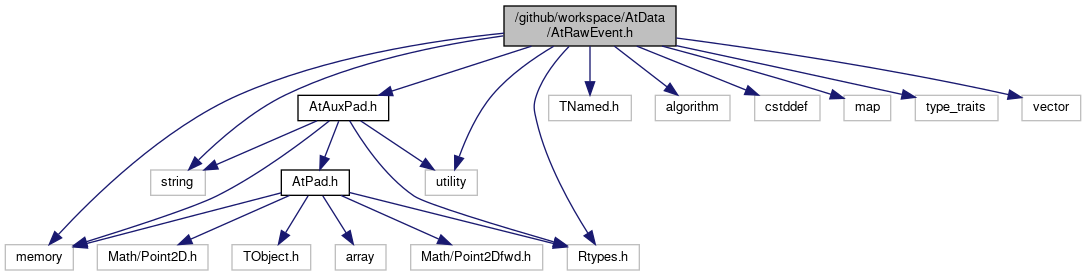 /github/workspace/AtData
/AtRawEvent.h
AtAuxPad.h
TNamed.h
algorithm
cstddef
map
type_traits
vector
string
AtPad.h
utility
memory
Math/Point2D.h
TObject.h
array
Math/Point2Dfwd.h
Rtypes.h